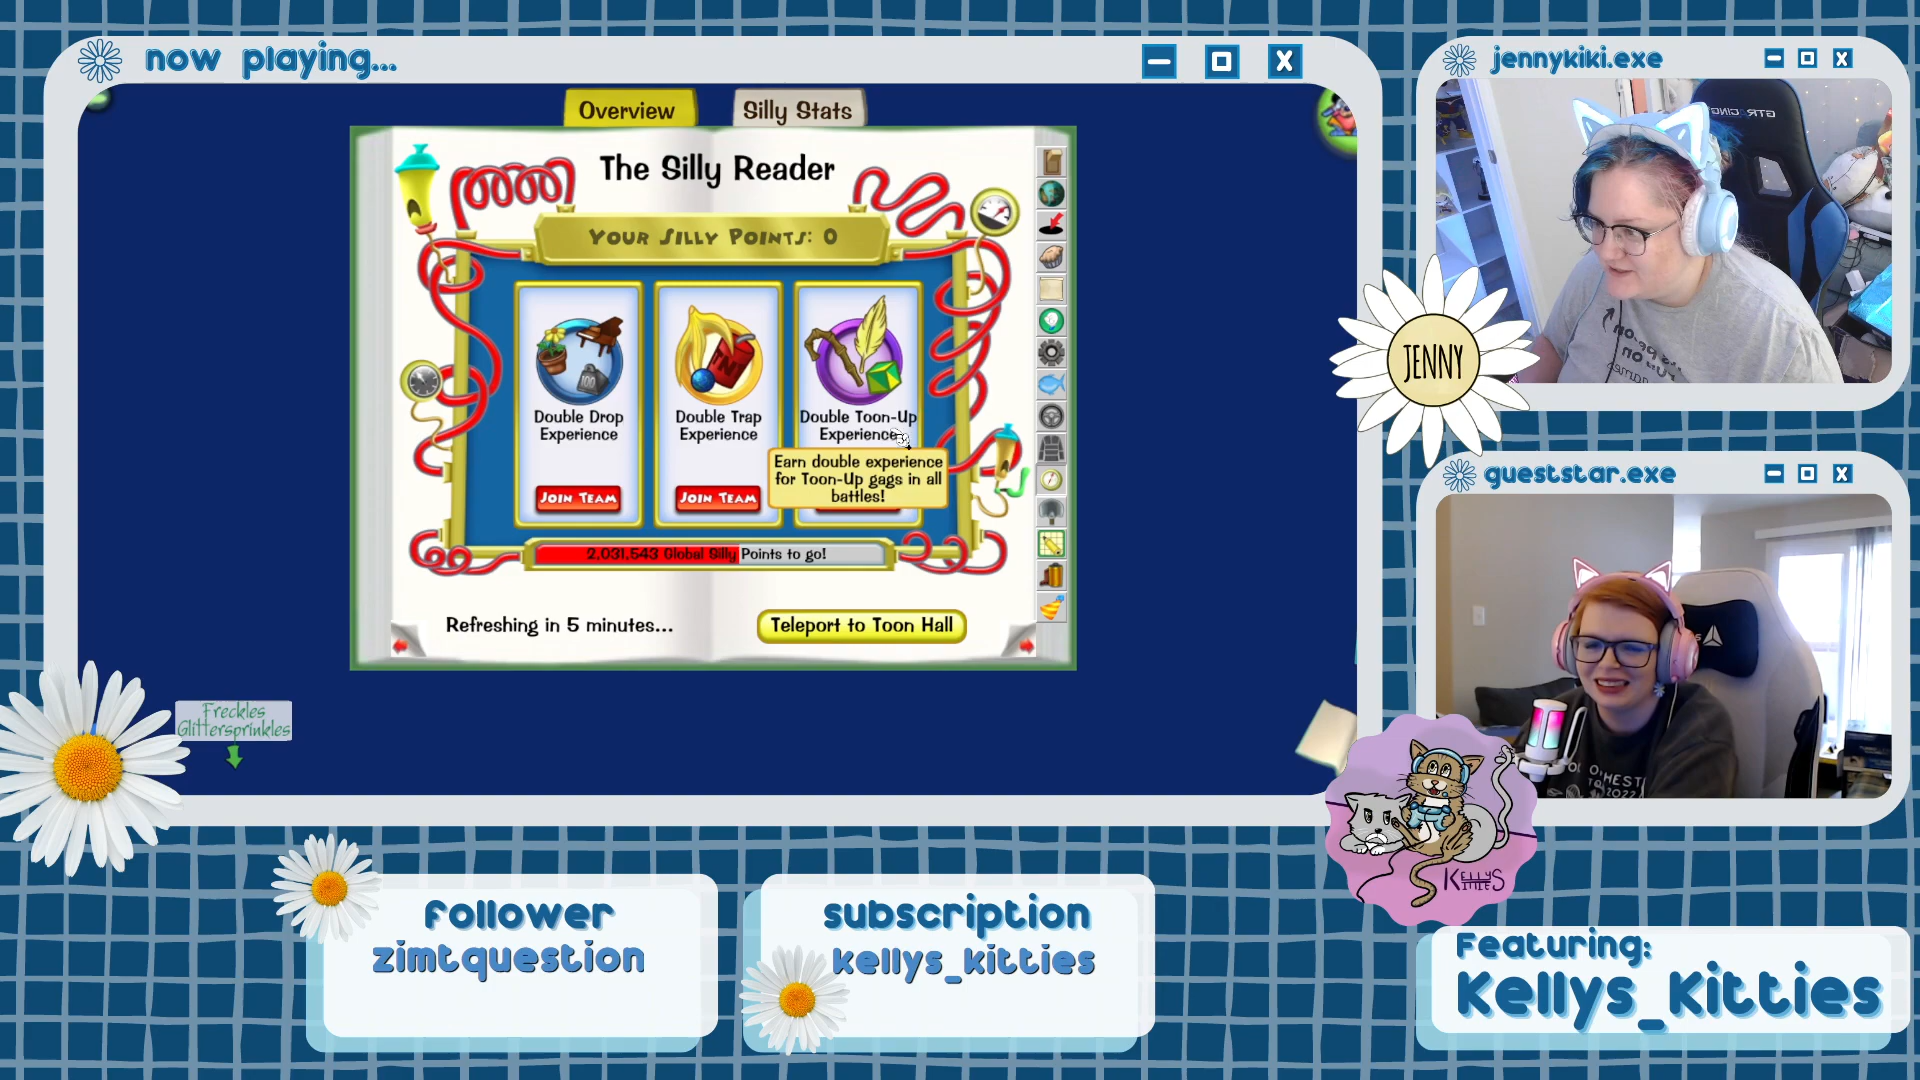 now playing...
Overview
Silly Stats
The Silly Reader
YOUR SILLY POINTS: 0
100
Double Drop
Experience
Double Trap
Experience
Double Toon-Up
Experience
JOIN TEAM
JOIN TEAM
Earn double experience
for Toon-Up gags in all
battles!
2,031,543 Global Silly Points to go!
Refreshing in 5 minutes...
Teleport to Toon Hall
Freckles
Glittersprinkles
jennykiki.exe
JENNY
gueststar.exe
KELLYS
KITTIES
follower
zimtquestion
subscription
kellys_kitties
Featuring:
Kellys_Kitties